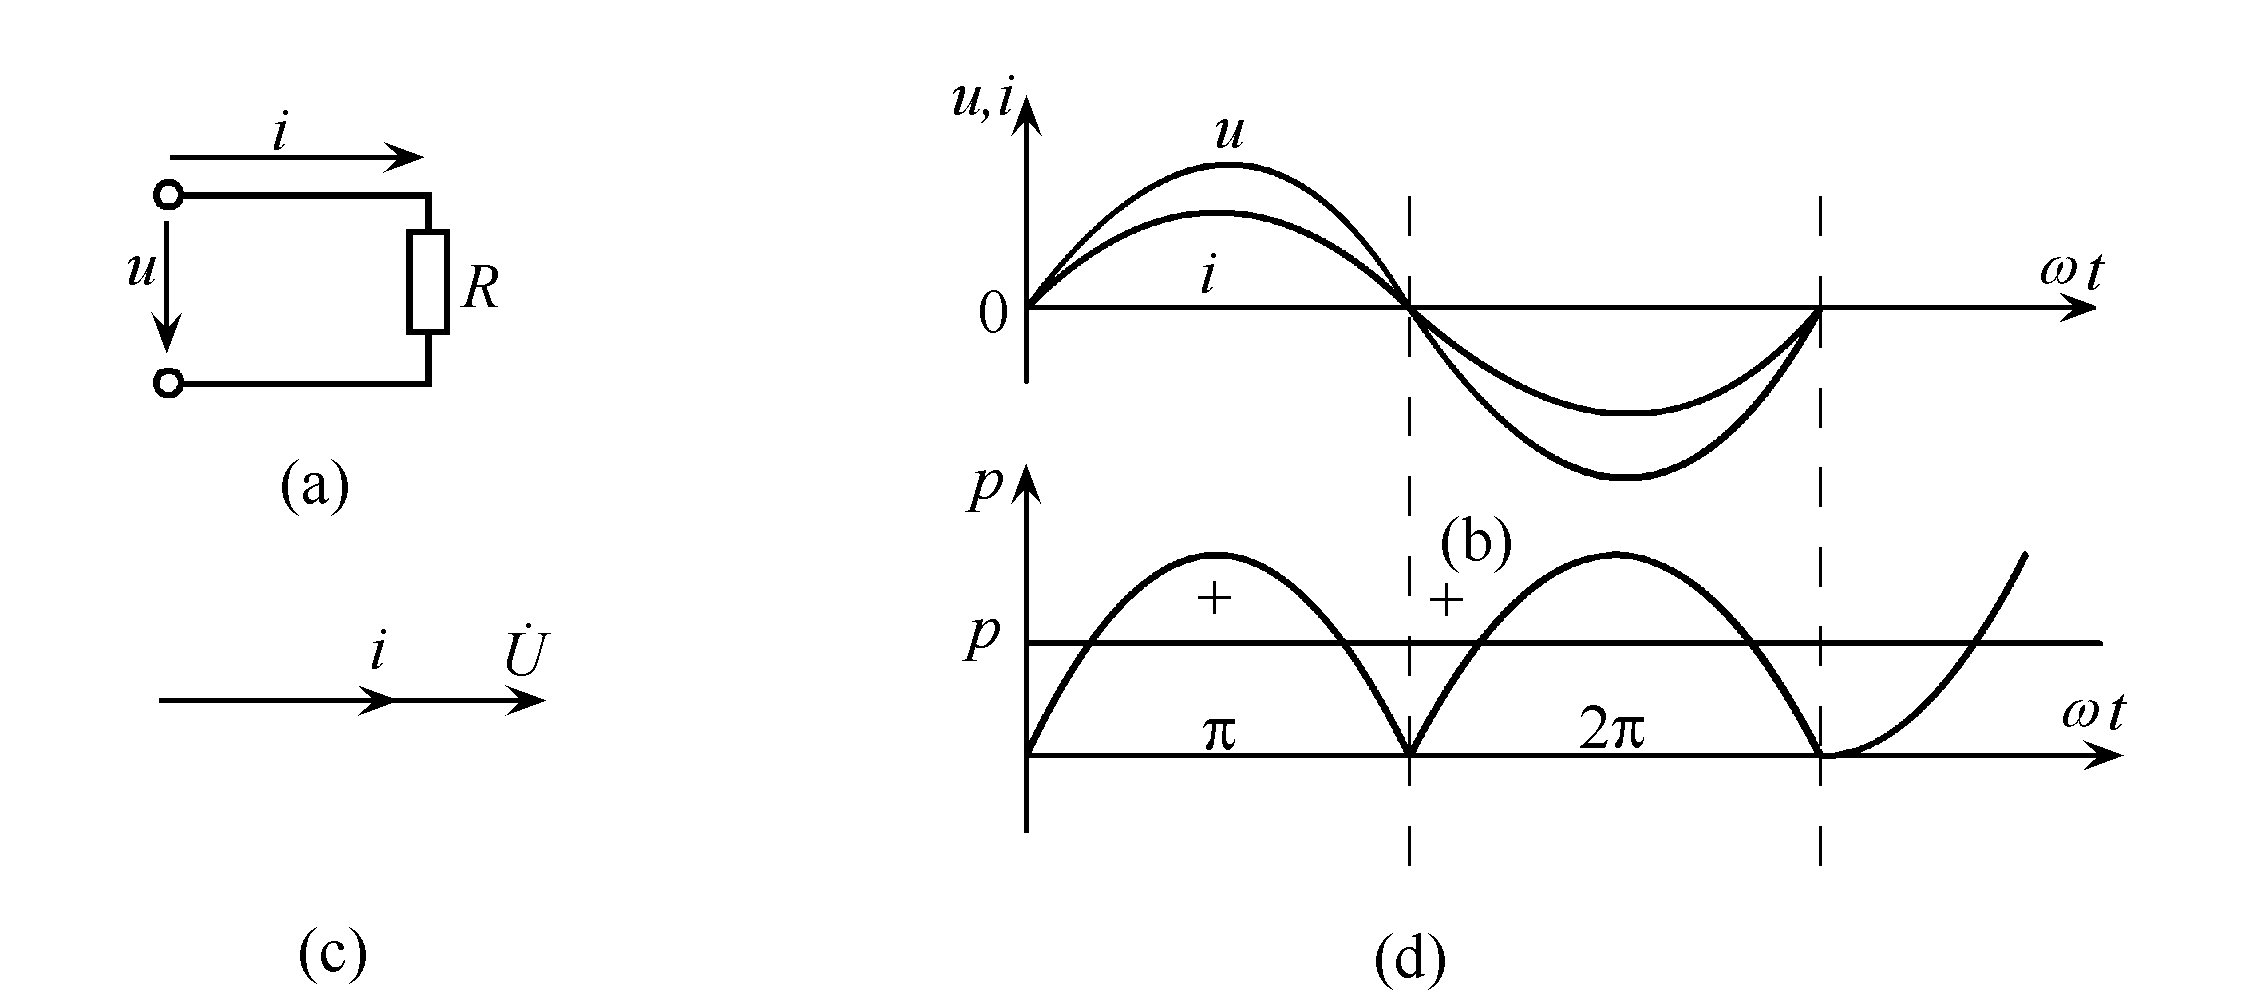 i
u
R
(a)
i
U̇
(c)
u,i
u
i
0
ωt
p
(b)
+
+
p
π
2π
ωt
(d)